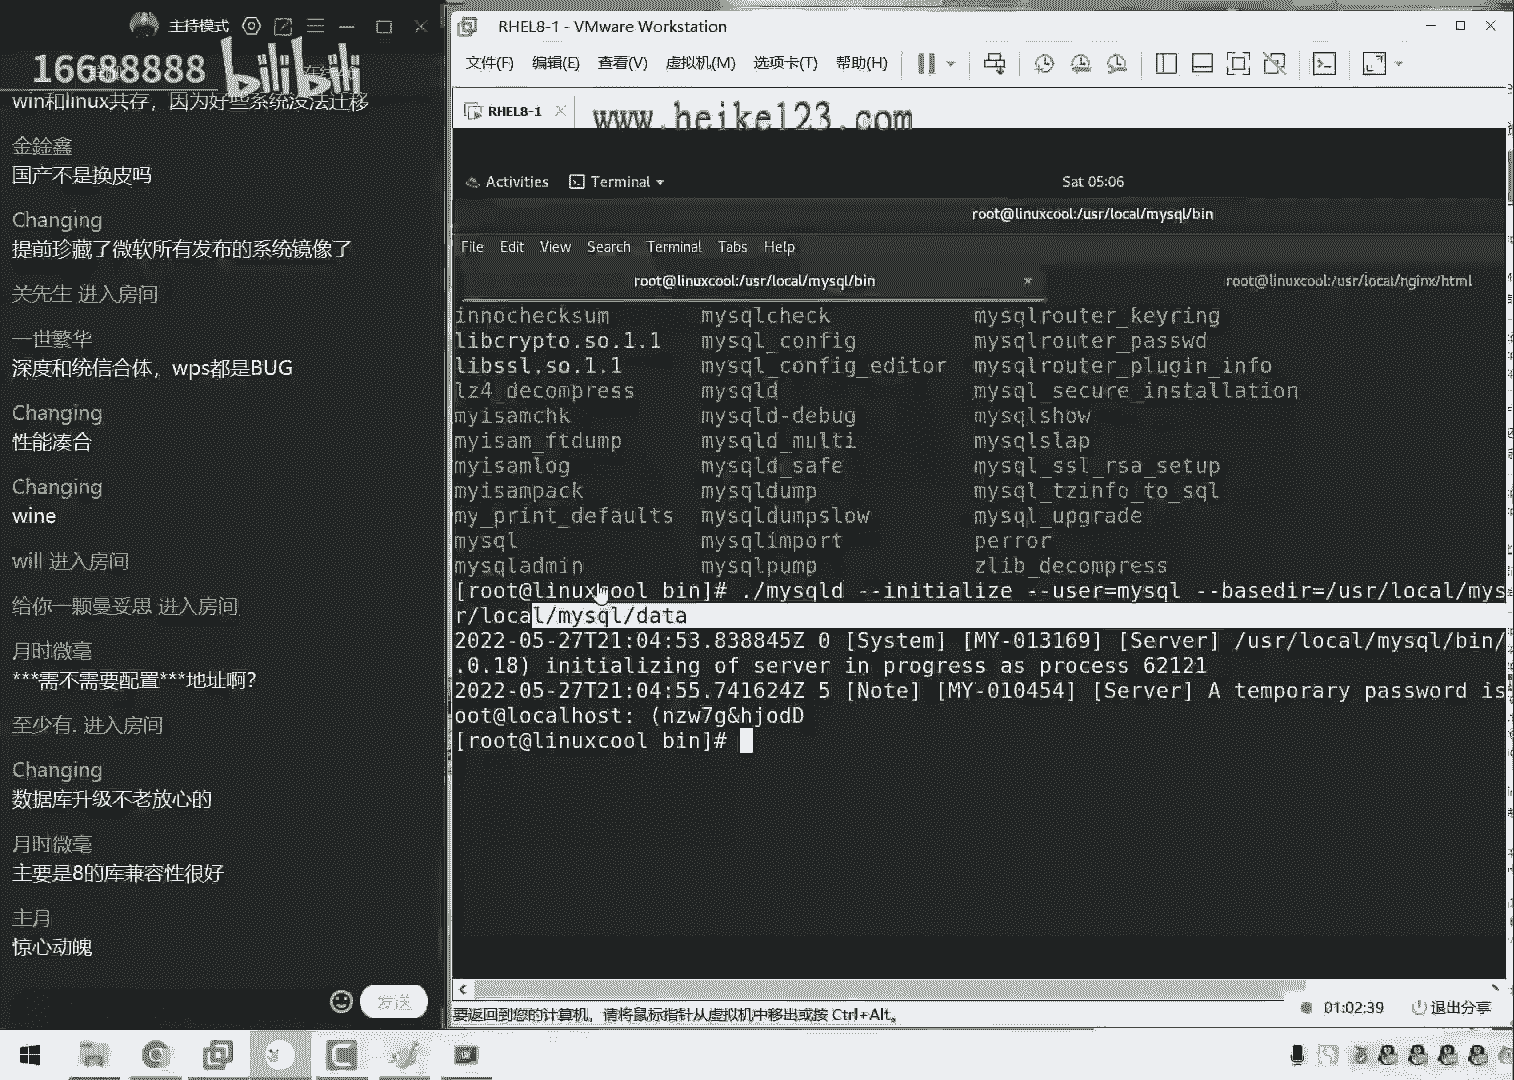 主持模式
16688888
bilibili
win和linux共存，因为好些系统没法迁移
金鍂鑫
国产不是换皮吗
Changing
提前珍藏了微软所有发布的系统镜像了
关先生 进入房间
一世繁华
深度和统信合体，wps都是BUG
Changing
性能凑合
Changing
wine
will 进入房间
给你一颗曼妥思 进入房间
月时微毫
***需不需要配置***地址啊？
至少有. 进入房间
Changing
数据库升级不老放心的
月时微毫
主要是8的库兼容性很好
主月
惊心动魄
发送
RHEL8-1 - VMware Workstation
文件(F) 编辑(E) 查看(V) 虚拟机(M) 选项卡(T) 帮助(H)
RHEL8-1
www.heike123.com
Activities Terminal Sat 05:06
root@linuxcool:/usr/local/mysql/bin
File Edit View Search Terminal Tabs Help
root@linuxcool:/usr/local/mysql/bin root@linuxcool:/usr/local/nginx/html
innochecksum mysqlcheck mysqlrouter_keyring
libcrypto.so.1.1 mysql_config mysqlrouter_passwd
libssl.so.1.1 mysql_config_editor mysqlrouter_plugin_info
lz4_decompress mysqld mysql_secure_installation
myisamchk mysqld-debug mysqlshow
myisam_ftdump mysqld_multi mysqlslap
myisamlog mysqld_safe mysql_ssl_rsa_setup
myisampack mysqldump mysql_tzinfo_to_sql
my_print_defaults mysqldumpslow mysql_upgrade
mysql mysqlimport perror
mysqladmin mysqlpump zlib_decompress
[root@linuxcool bin]# ./mysqld --initialize --user=mysql --basedir=/usr/local/mys
r/local/mysql/data
2022-05-27T21:04:53.838845Z 0 [System] [MY-013169] [Server] /usr/local/mysql/bin/
.0.18) initializing of server in progress as process 62121
2022-05-27T21:04:55.741624Z 5 [Note] [MY-010454] [Server] A temporary password is
oot@localhost: (nzw7g&hjodD
[root@linuxcool bin]#
要返回到您的计算机，请将鼠标指针从虚拟机中移出或按 Ctrl+Alt。
01:02:39 退出分享